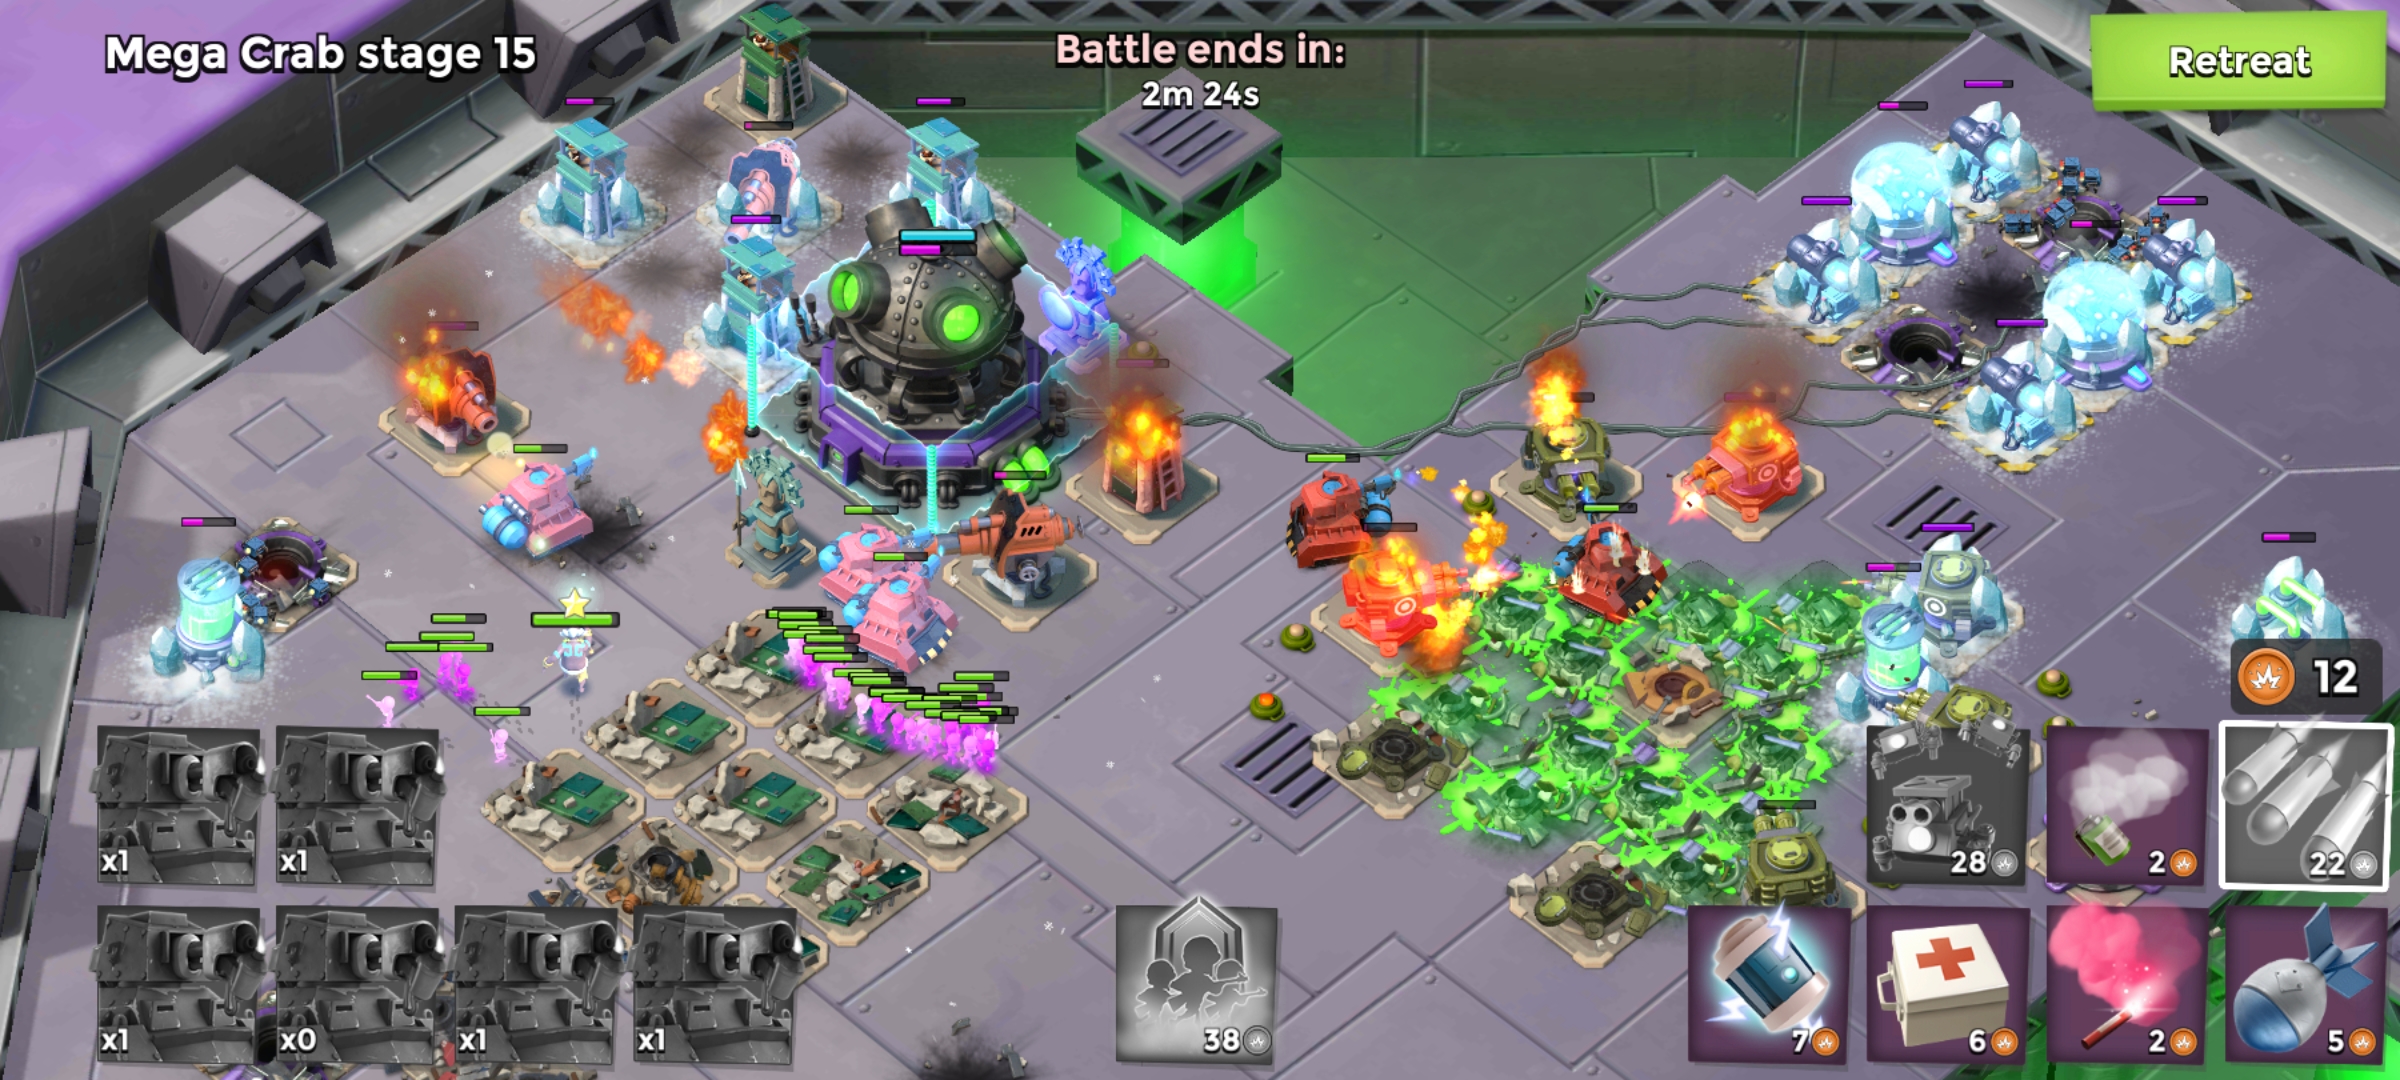 Mega Crab stage 15
Battle ends in:
2m 24s
Retreat
12
x1
x1
28
2
22
x1
x0
x1
x1
38
7
6
2
5